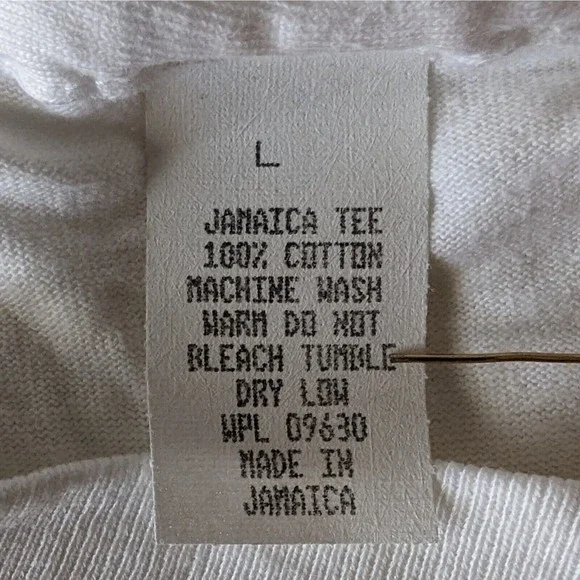 L
JAMAICA TEE
100% COTTON
MACHINE WASH
WARM DO NOT
BLEACH TUMBLE
DRY LOW
WPL 09630
MADE IN
JAMAICA